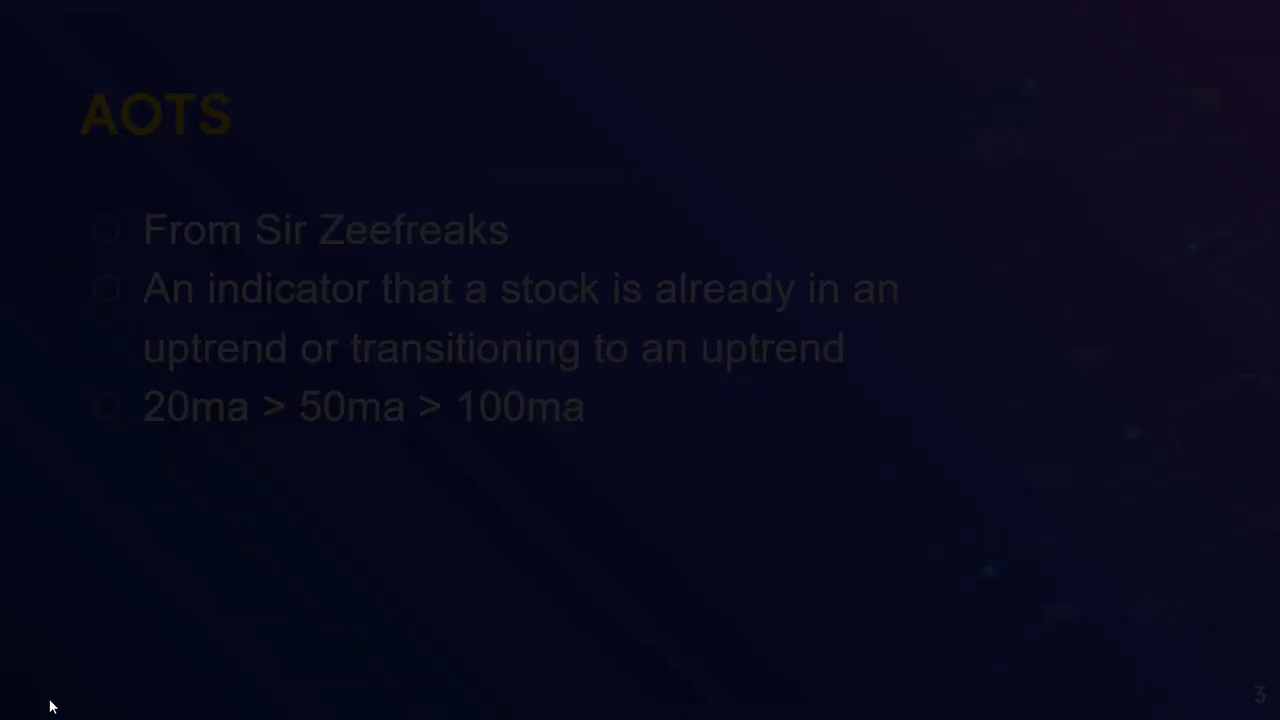 AOTS
From Sir Zeefreaks
An indicator that a stock is already in an
uptrend or transitioning to an uptrend
20ma > 50ma > 100ma
3